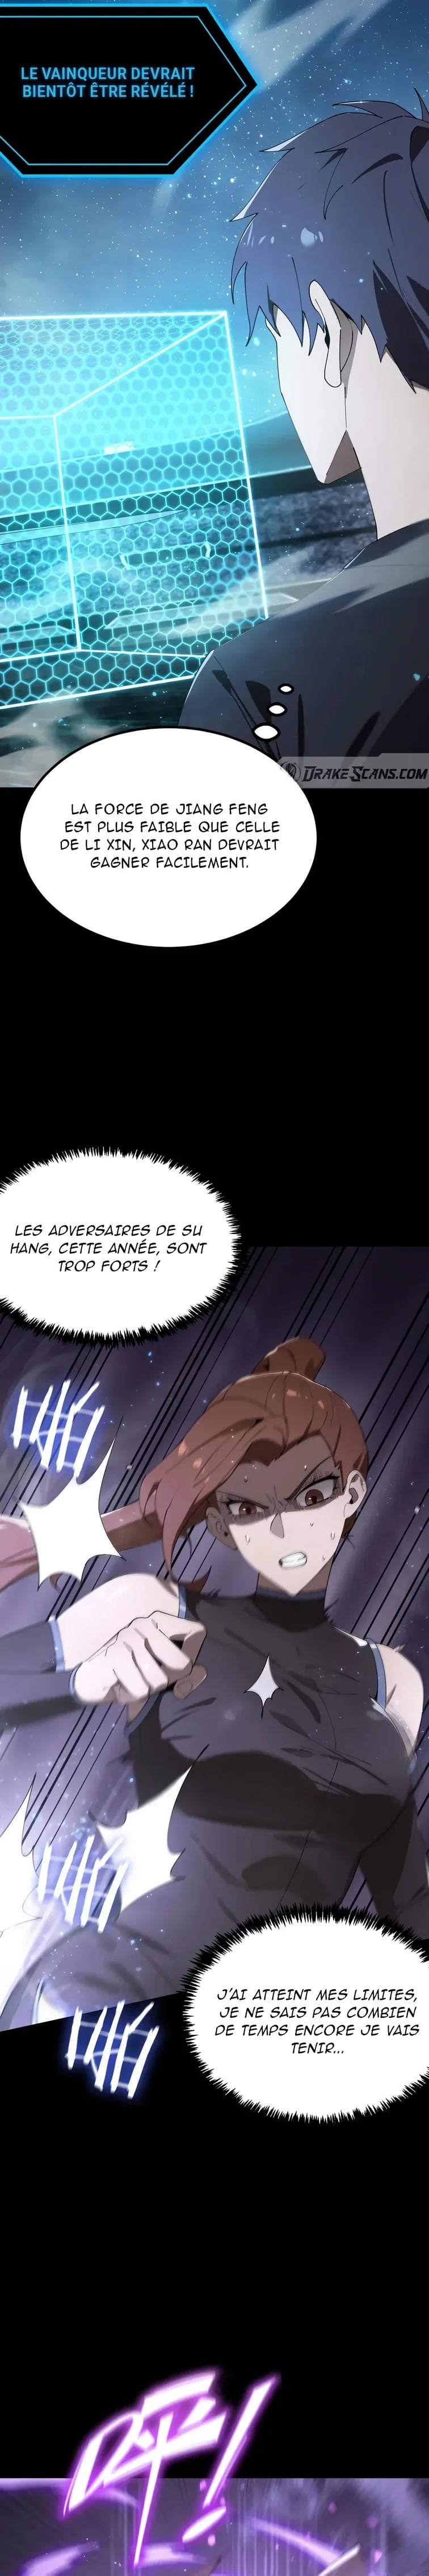 LE VAINQUEUR DEVRAIT
BIENTÔT ÊTRE RÉVÉLÉ !
DRAKESCANS.COM
LA FORCE DE JIANG FENG
EST PLUS FAIBLE QUE CELLE
DE LI XIN, XIAO RAN DEVRAIT
GAGNER FACILEMENT.
LES ADVERSAIRES DE SU
HANG, CETTE ANNÉE, SONT
TROP FORTS !
J'AI ATTEINT MES LIMITES,
JE NE SAIS PAS COMBIEN
DE TEMPS ENCORE JE VAIS
TENIR...